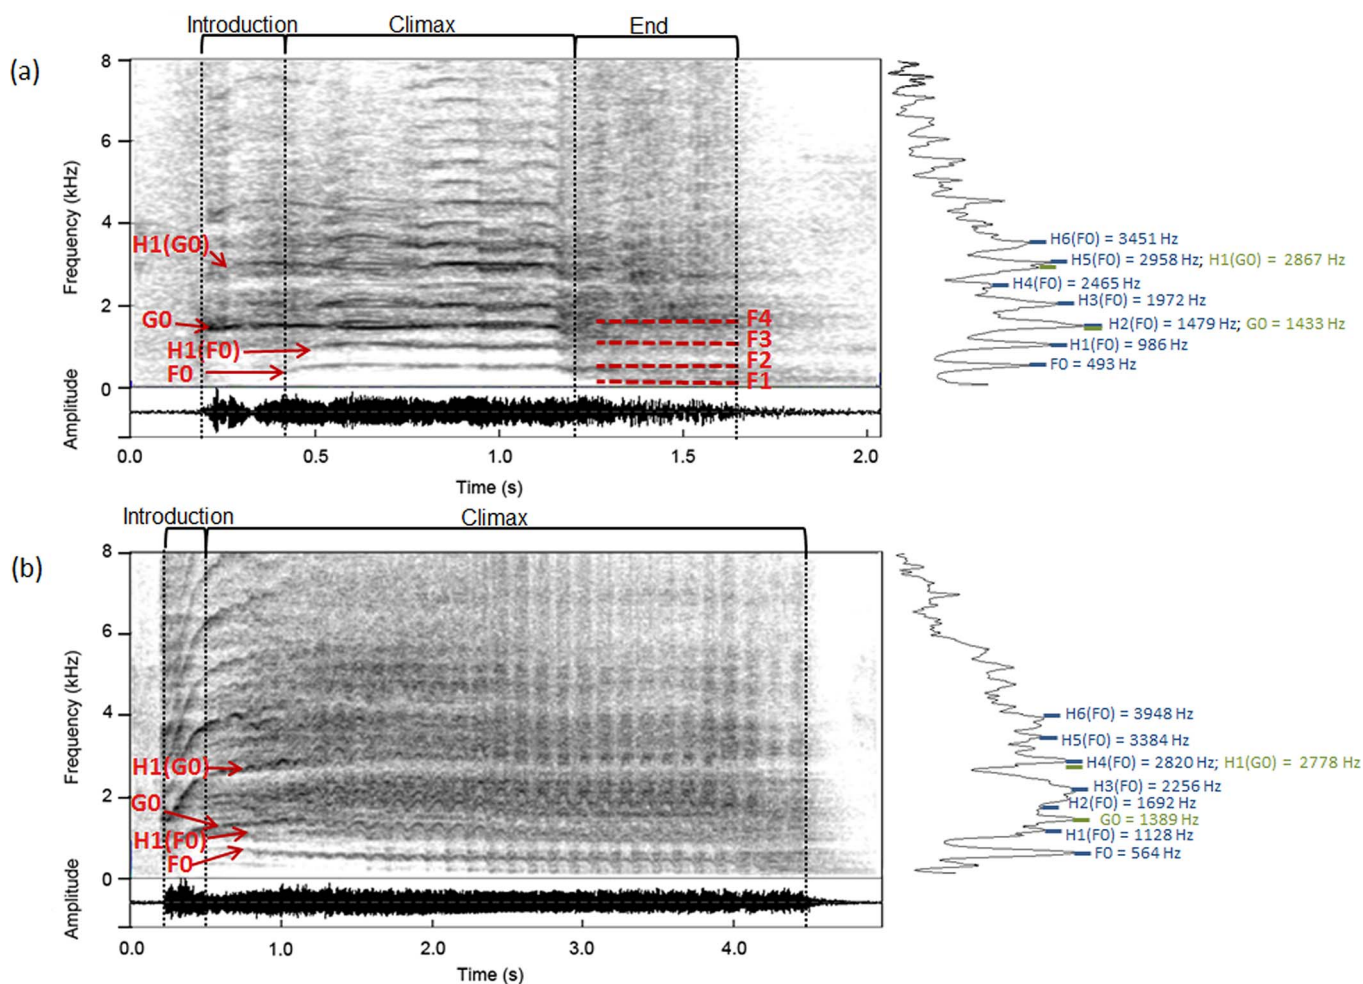 Introduction Climax End
(a)
8
6
4
2
0
Frequency (kHz)
H1(G0)
G0
H1(F0)
F0
F4
F3
F2
F1
Amplitude
0.0 0.5 1.0 1.5 2.0
Time (s)
H6(F0) = 3451 Hz
H5(F0) = 2958 Hz; H1(G0) = 2867 Hz
H4(F0) = 2465 Hz
H3(F0) = 1972 Hz
H2(F0) = 1479 Hz; G0 = 1433 Hz
H1(F0) = 986 Hz
F0 = 493 Hz
Introduction Climax
(b)
8
6
4
2
0
Frequency (kHz)
H1(G0)
G0
H1(F0)
F0
Amplitude
0.0 1.0 2.0 3.0 4.0
Time (s)
H6(F0) = 3948 Hz
H5(F0) = 3384 Hz
H4(F0) = 2820 Hz; H1(G0) = 2778 Hz
H3(F0) = 2256 Hz
H2(F0) = 1692 Hz
G0 = 1389 Hz
H1(F0) = 1128 Hz
F0 = 564 Hz